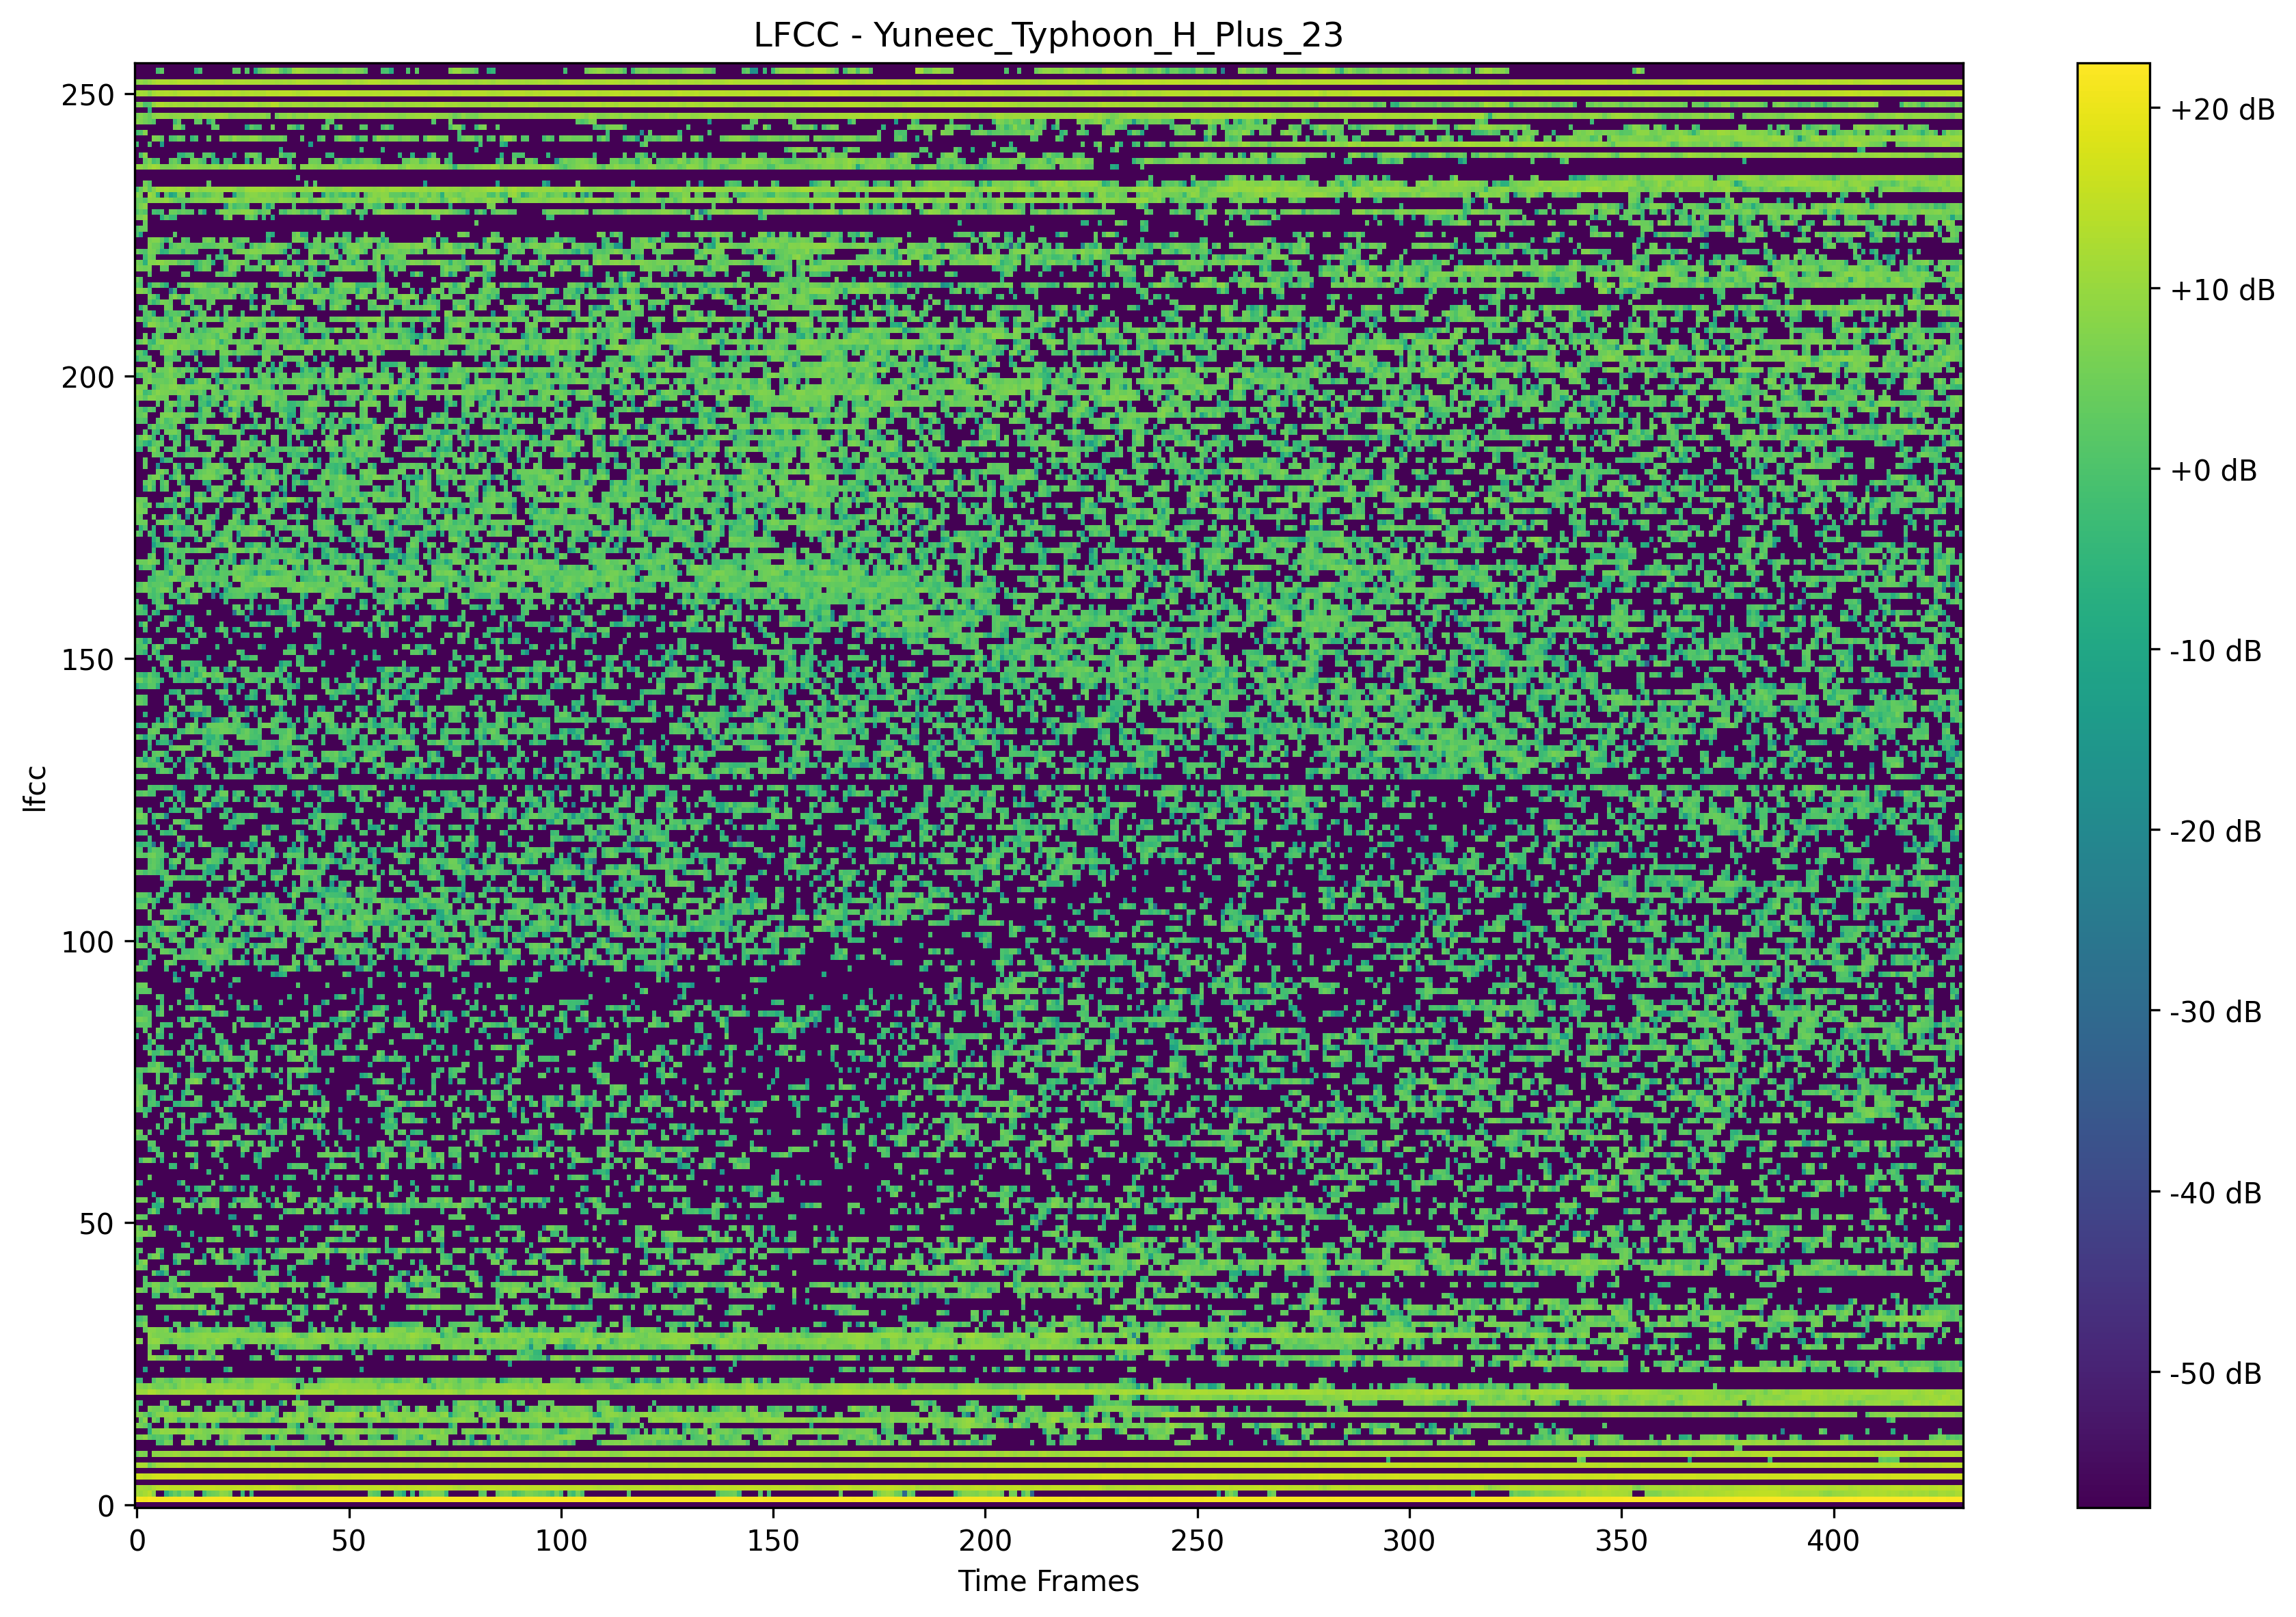 LFCC - Yuneec_Typhoon_H_Plus_23
250
200
150
100
50
0
lfcc
0 50 100 150 200 250 300 350 400
Time Frames
+20 dB
+10 dB
+0 dB
-10 dB
-20 dB
-30 dB
-40 dB
-50 dB